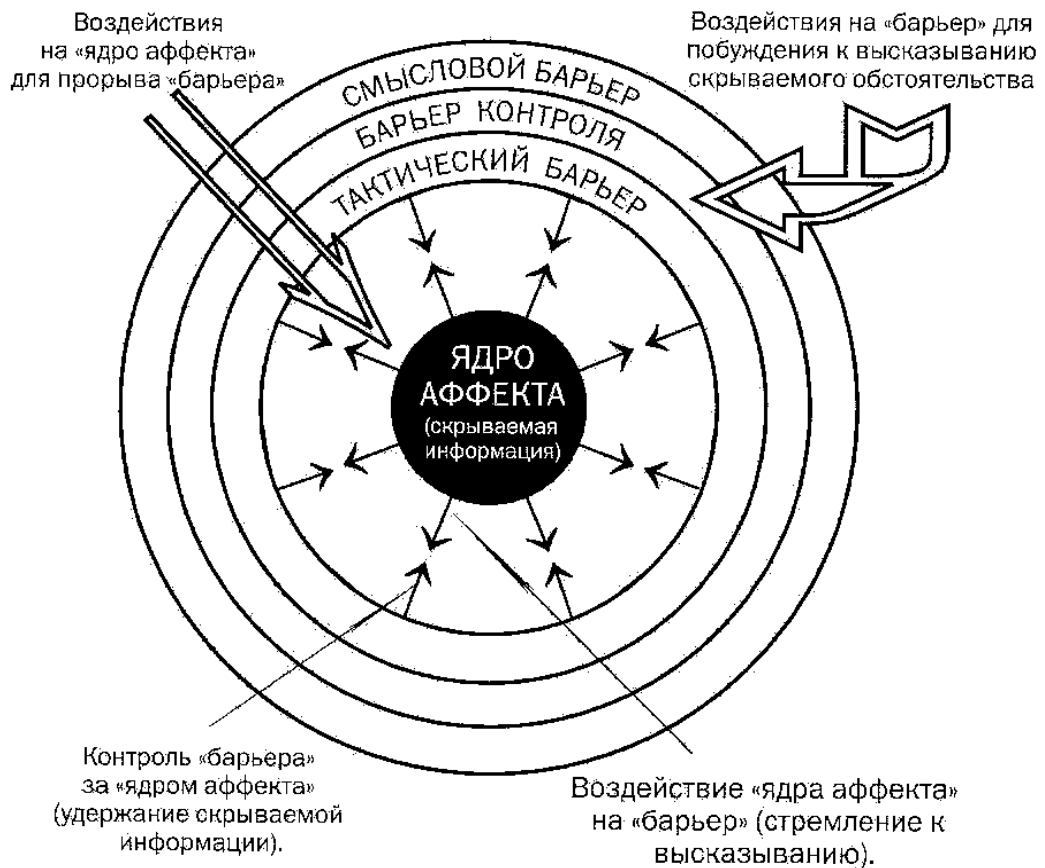 Воздействия
на «ядро аффекта»
для прорыва «барьера»
Воздействия на “барьер” для
побуждения к высказыванию
скрываемого обстоятельства
СМЫСЛОВОЙ БАРЬЕР
БАРЬЕР КОНТРОЛЯ
ТАКТИЧЕСКИЙ БАРЬЕР
ЯДРО
АФФЕКТА
(скрываемая
информация)
Контроль «барьера»
за «ядром аффекта»
(удержание скрываемой
информации).
Воздействие “ядра аффекта”
на «барьер» (стремление к
высказыванию).